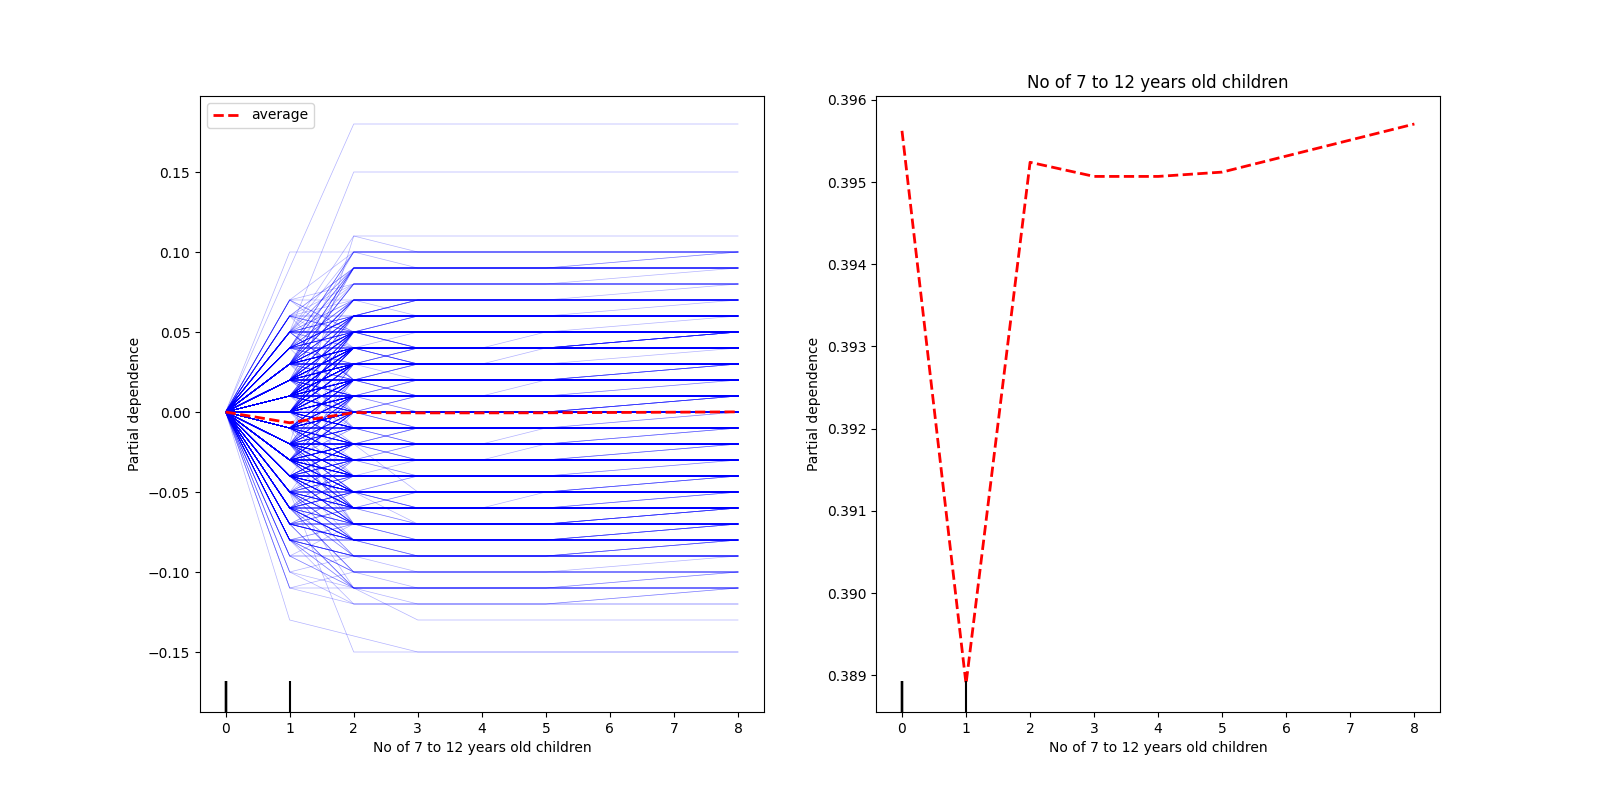 average
Partial dependence
0.15
0.10
0.05
0.00
−0.05
−0.10
−0.15
0 1 2 3 4 5 6 7 8
No of 7 to 12 years old children
No of 7 to 12 years old children
Partial dependence
0.396
0.395
0.394
0.393
0.392
0.391
0.390
0.389
0 1 2 3 4 5 6 7 8
No of 7 to 12 years old children